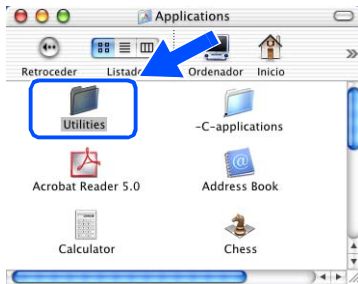 Applications
Retroceder Listado Ordenador Inicio
Utilities -C-applications
Acrobat Reader 5.0 Address Book
Calculator Chess